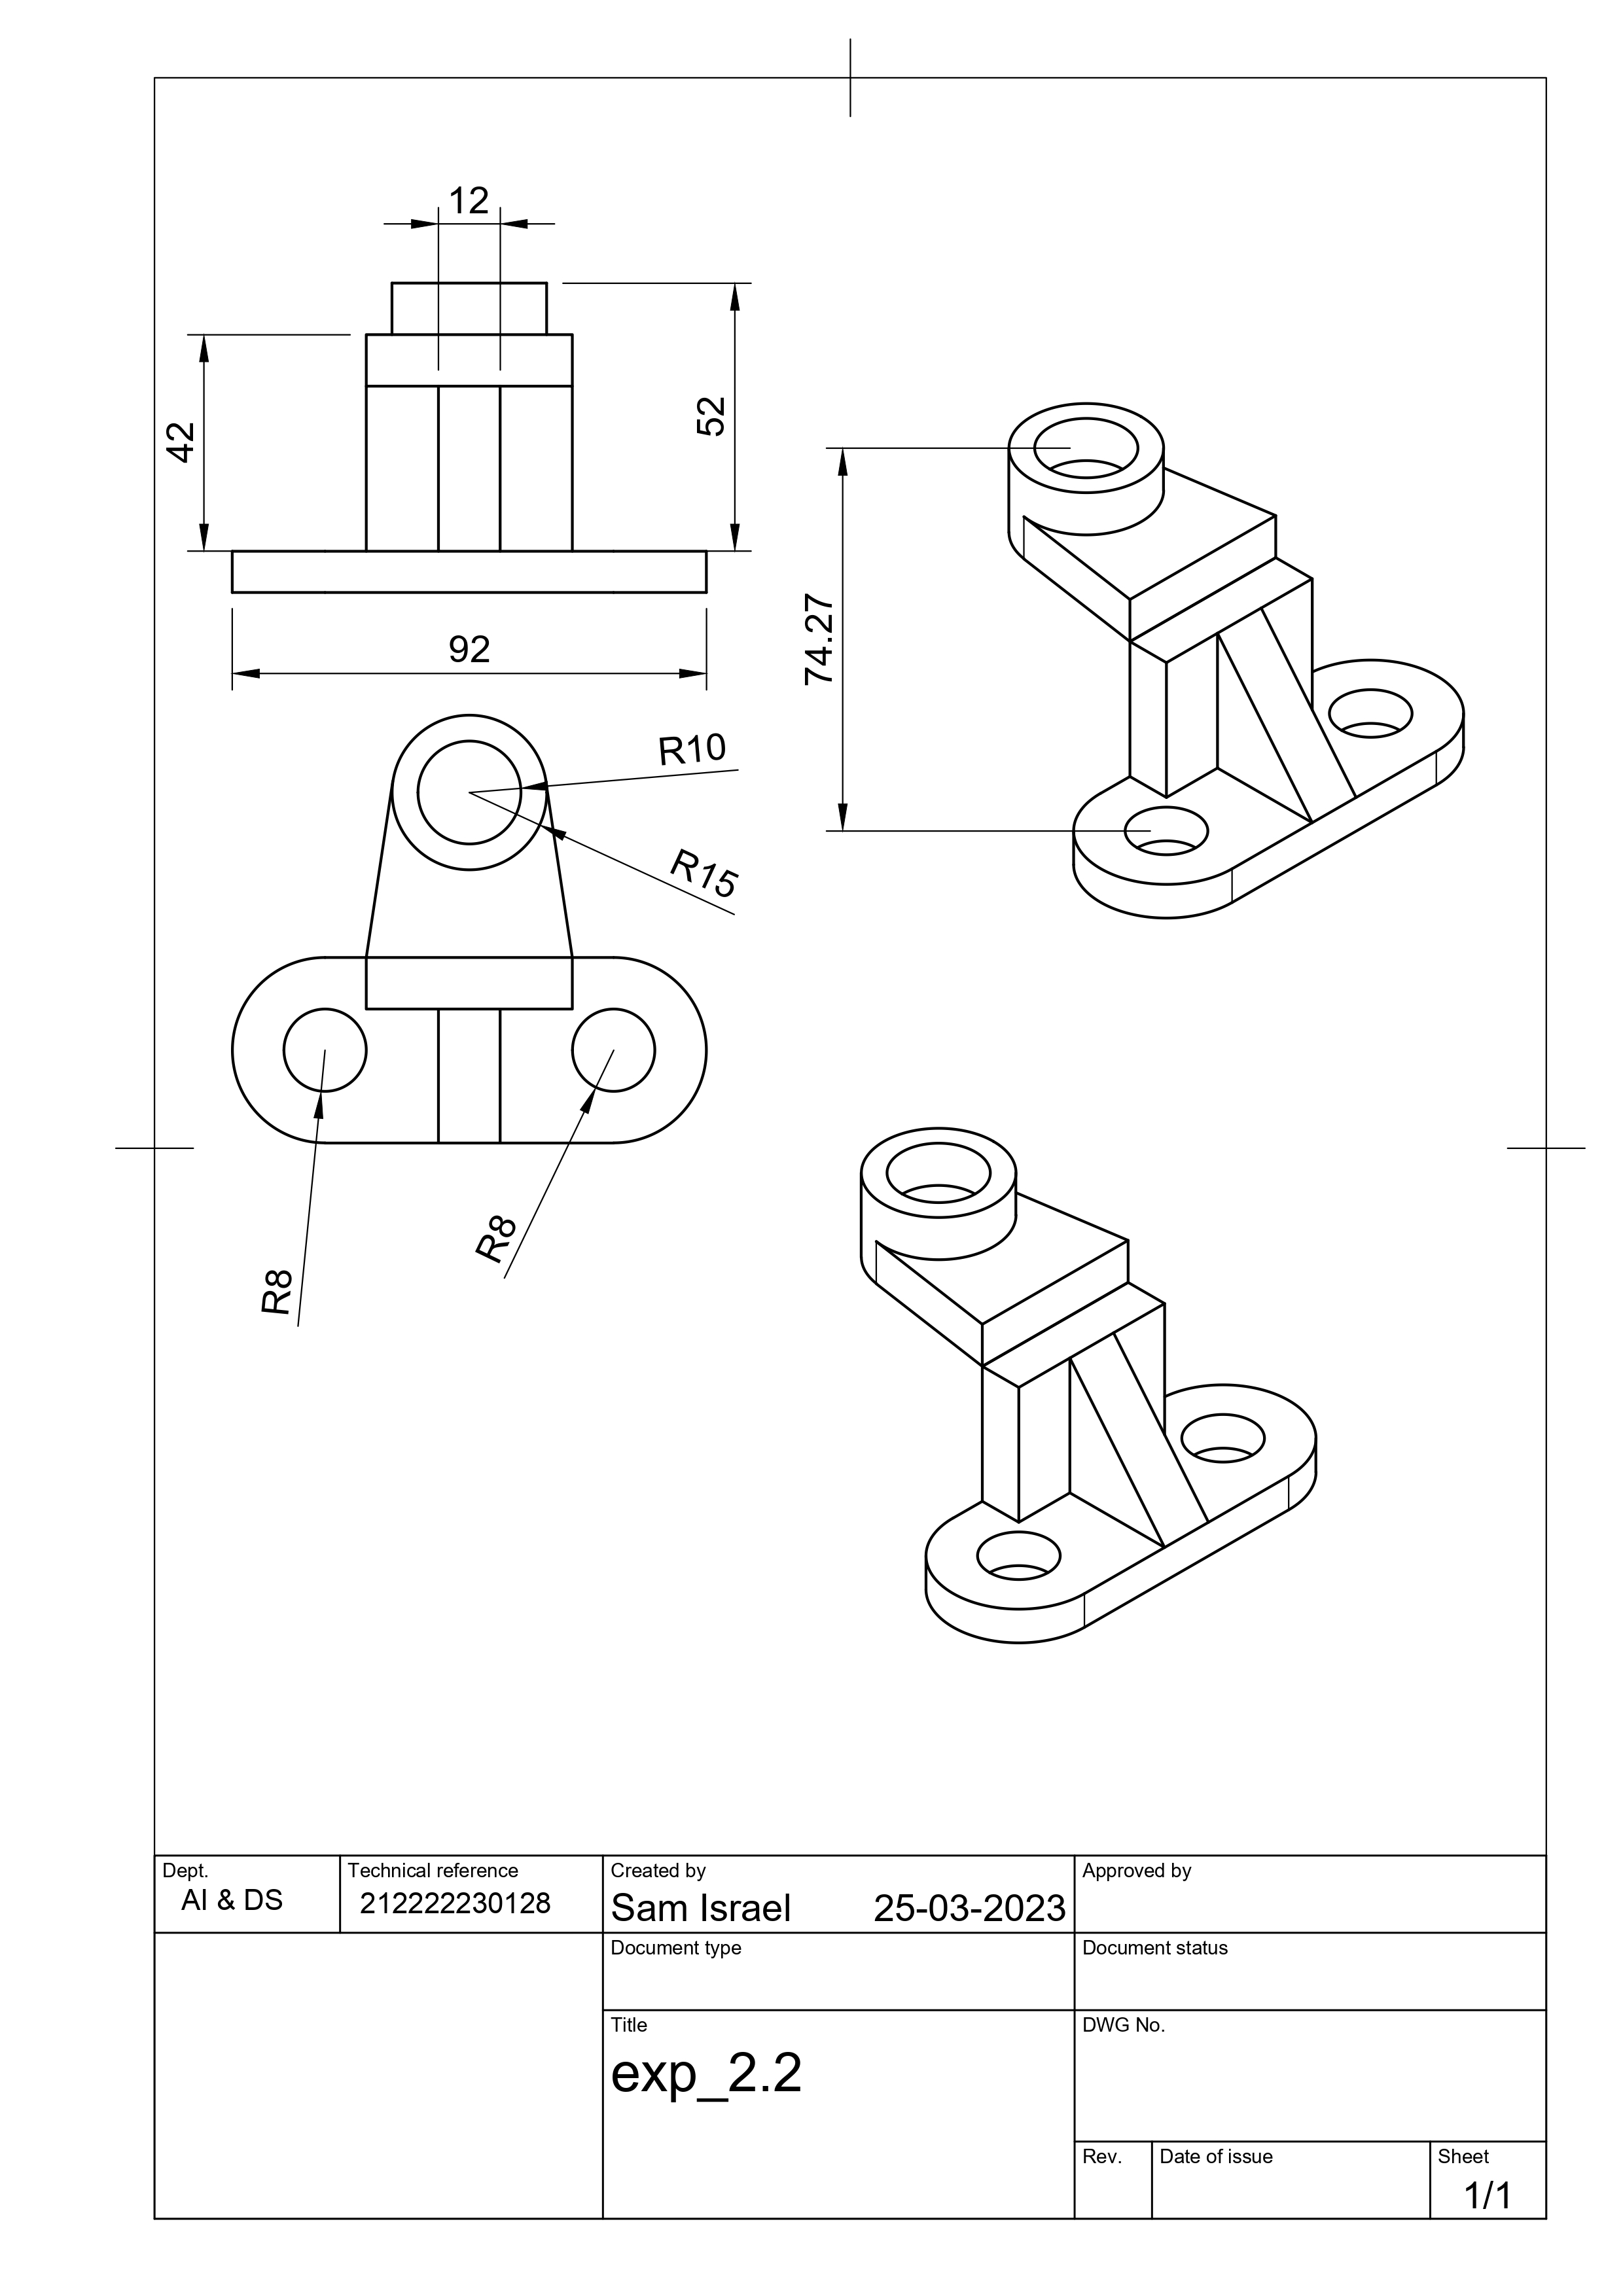 12
42
52
92
74.27
R10
R15
R8
R8
Dept.
AI & DS
Technical reference
212222230128
Created by
Sam Israel 25-03-2023
Approved by
Document type
Document status
Title
exp_2.2
DWG No.
Rev.
Date of issue
Sheet
1/1